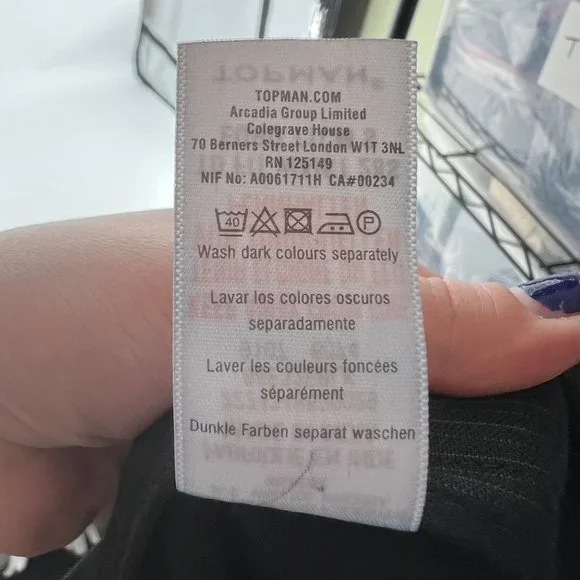 TOPMAN.COM
Arcadia Group Limited
Colegrave House
70 Berners Street London W1T 3NL
RN 125149
NIF No: A0061711H CA#00234
40 P
Wash dark colours separately
Lavar los colores oscuros
separadamente
Laver les couleurs foncées
séparément
Dunkle Farben separat waschen